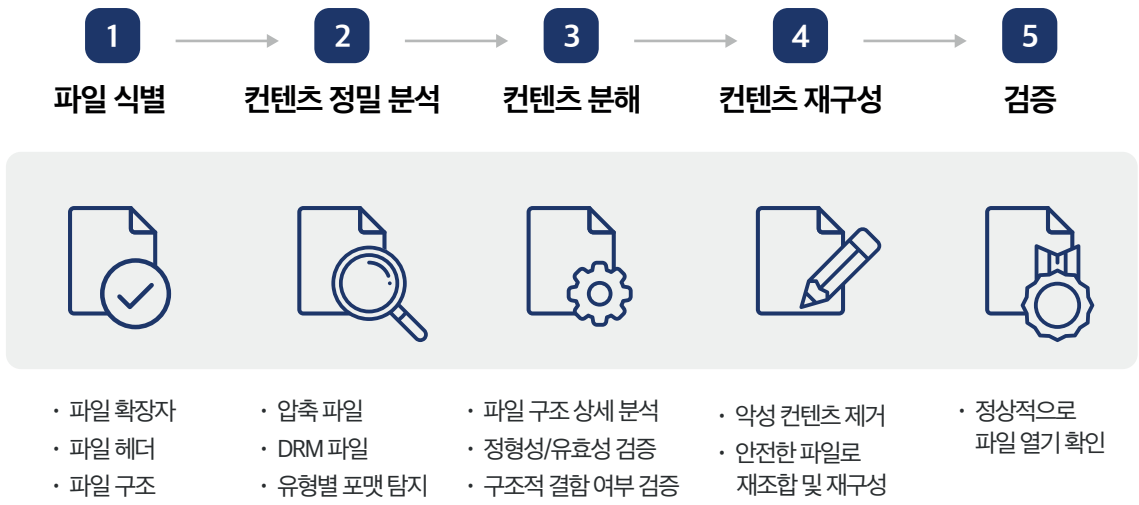 1
2
3
4
5
파일 식별
컨텐츠 정밀 분석
컨텐츠 분해
컨텐츠 재구성
검증
· 파일 확장자
· 파일 헤더
· 파일 구조
· 압축 파일
· DRM 파일
· 유형별 포맷 탐지
· 파일 구조 상세 분석
· 정형성/유효성 검증
· 구조적 결함 여부 검증
· 악성 컨텐츠 제거
· 안전한 파일로
재조합 및 재구성
· 정상적으로
파일 열기 확인